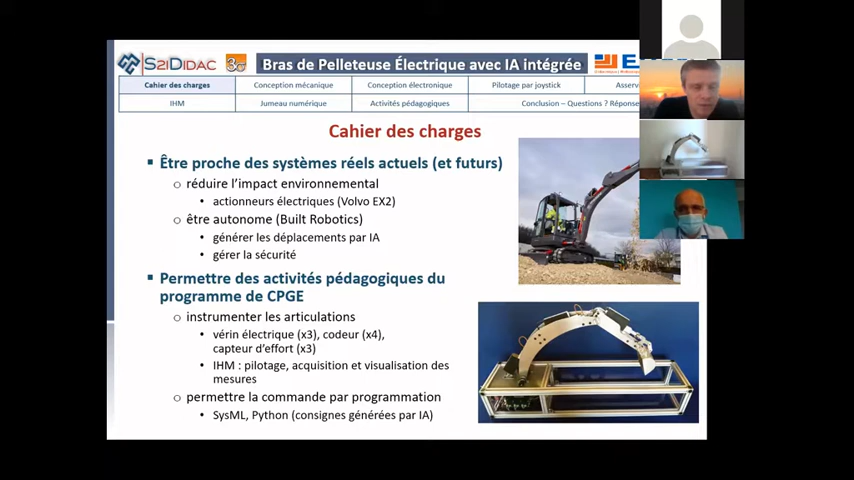 S2IDIDAC
Bras de Pelleteuse Électrique avec IA intégrée
Cahier des charges
Conception mécanique
Conception électronique
Pilotage par joystick
IHM
Jumeau numérique
Activités pédagogiques
Conclusion – Questions ? Réponse
Cahier des charges
Être proche des systèmes réels actuels (et futurs)
réduire l'impact environnemental
actionneurs électriques (Volvo EX2)
être autonome (Built Robotics)
générer les déplacements par IA
gérer la sécurité
Permettre des activités pédagogiques du
programme de CPGE
instrumenter les articulations
vérin électrique (x3), codeur (x4),
capteur d'effort (x3)
IHM : pilotage, acquisition et visualisation des
mesures
permettre la commande par programmation
SysML, Python (consignes générées par IA)